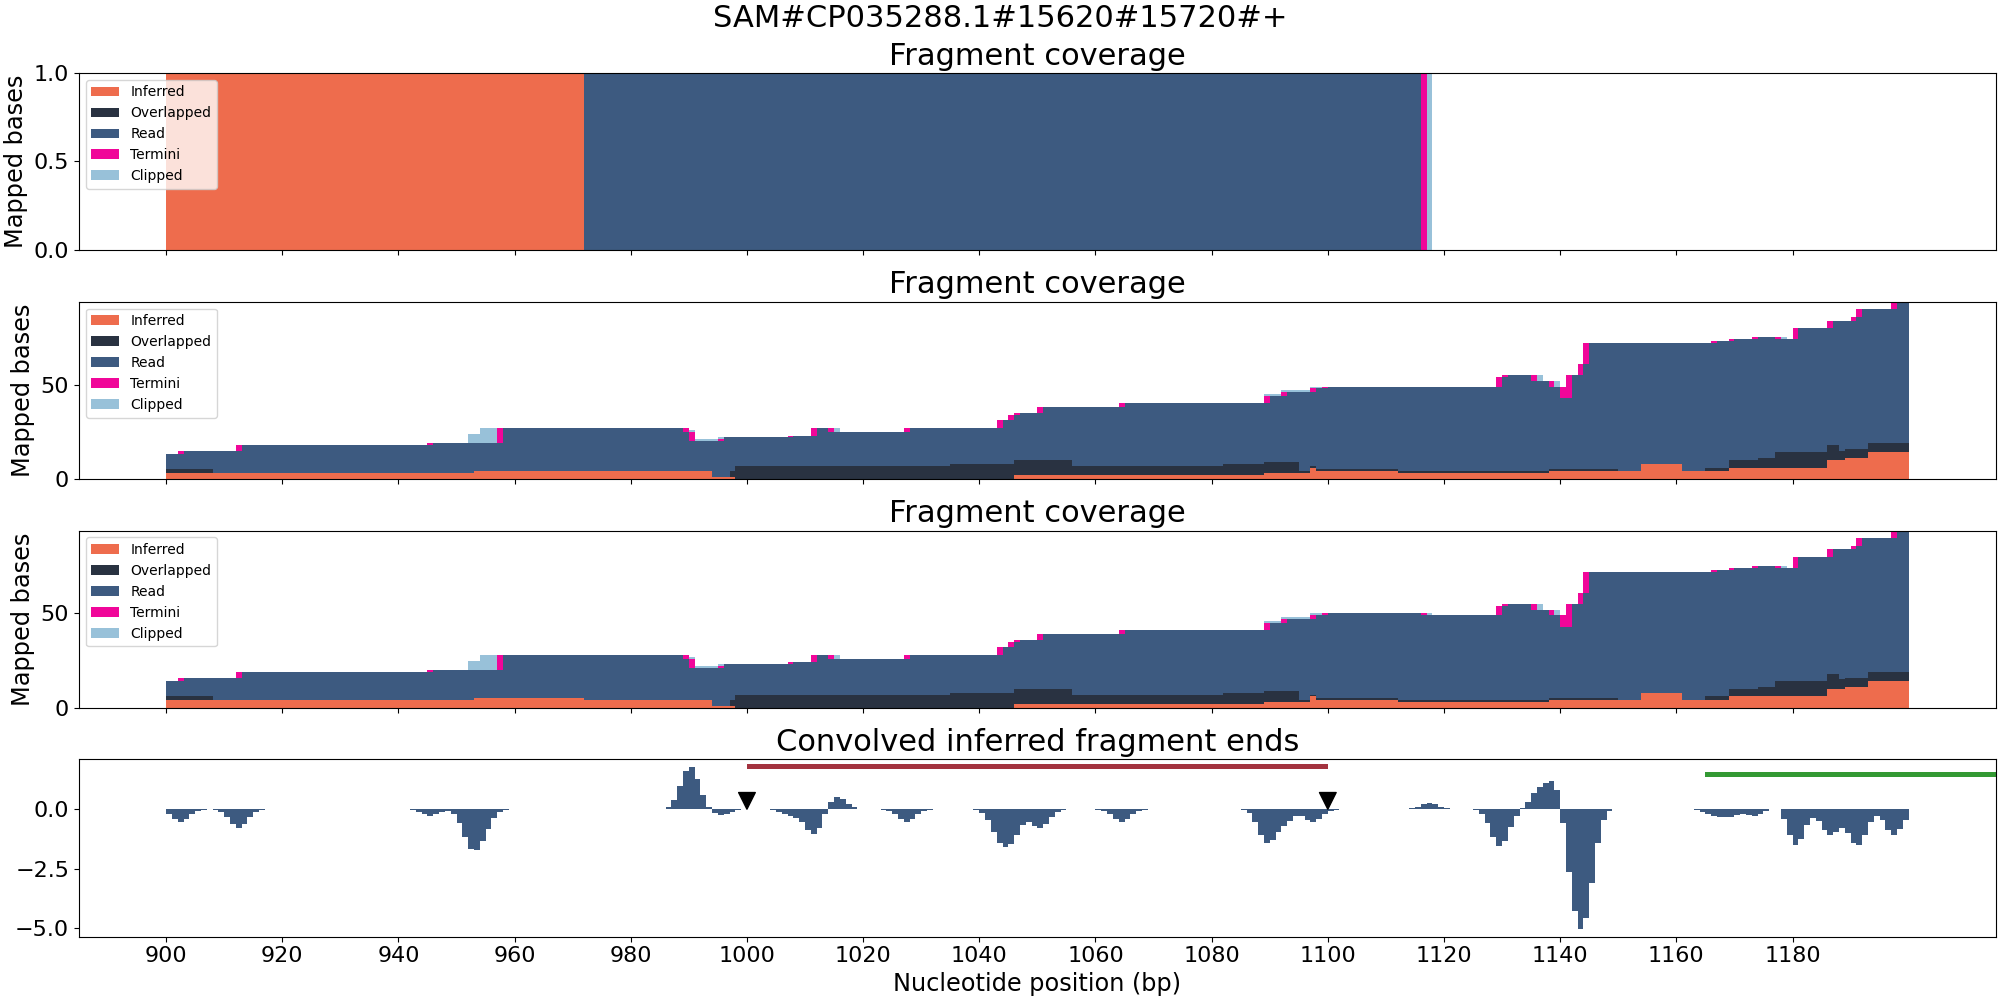 SAM#CP035288.1#15620#15720#+
Fragment coverage
Mapped bases
1.0
0.5
0.0
Inferred
Overlapped
Read
Termini
Clipped
Fragment coverage
Mapped bases
50
0
Inferred
Overlapped
Read
Termini
Clipped
Fragment coverage
Mapped bases
50
0
Inferred
Overlapped
Read
Termini
Clipped
Convolved inferred fragment ends
0.0
−2.5
−5.0
900 920 940 960 980 1000 1020 1040 1060 1080 1100 1120 1140 1160 1180
Nucleotide position (bp)